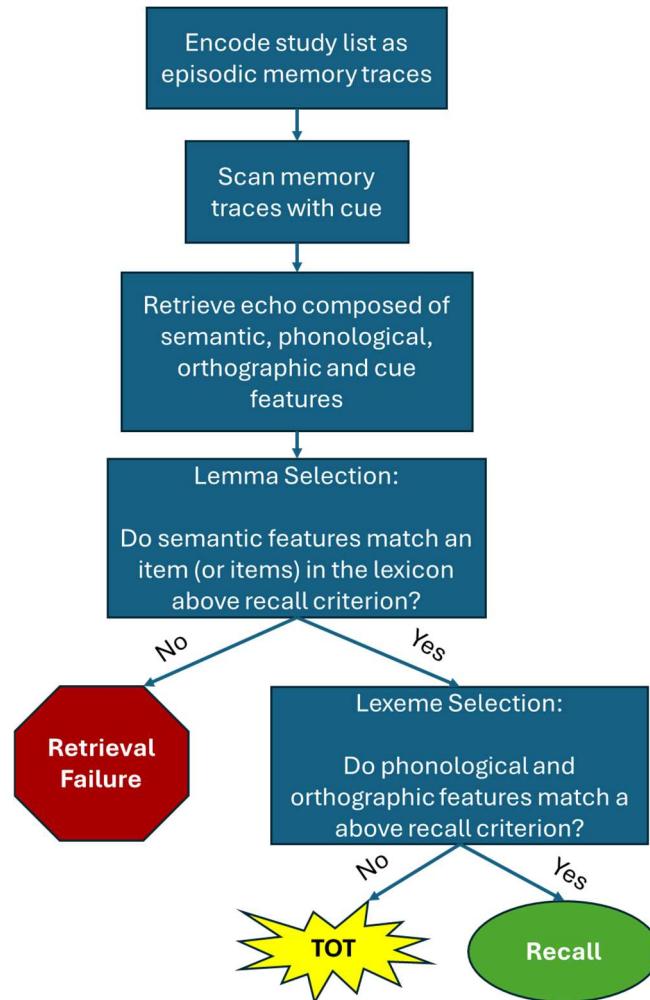 Encode study list as
episodic memory traces
Scan memory
traces with cue
Retrieve echo composed of
semantic, phonological,
orthographic and cue
features
Lemma Selection:
Do semantic features match an
item (or items) in the lexicon
above recall criterion?
No
Yes
Retrieval
Failure
Lexeme Selection:
Do phonological and
orthographic features match a
above recall criterion?
No
Yes
TOT
Recall